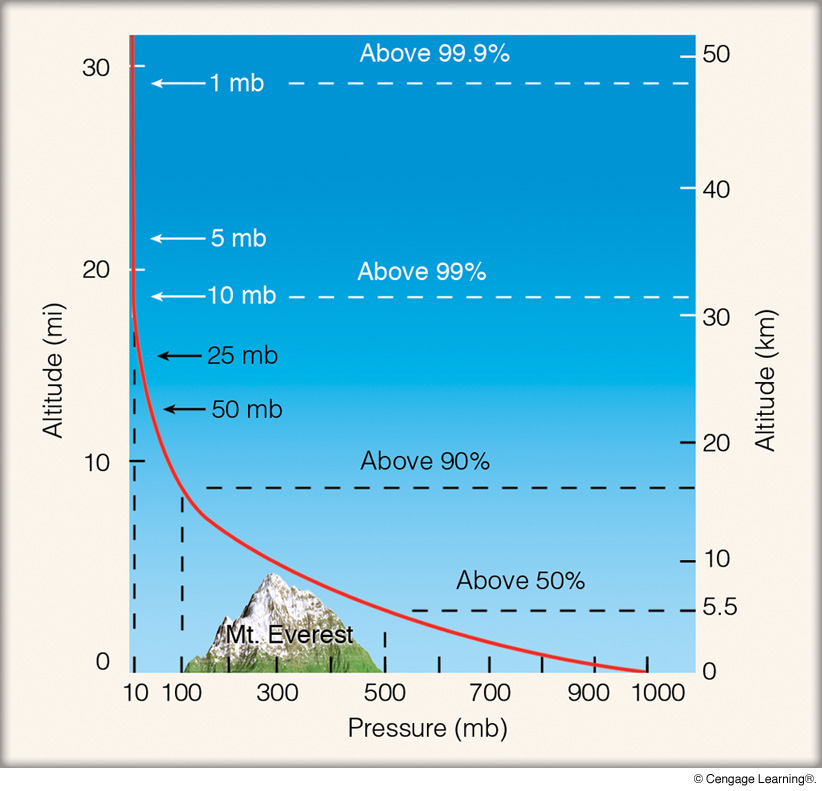 Above 99.9%
50
30
1 mb
40
5 mb
20
Above 99%
10 mb
30
Altitude (mi)
Altitude (km)
25 mb
50 mb
20
10
Above 90%
10
Above 50%
5.5
Mt. Everest
0
0
10 100 300 500 700 900 1000
Pressure (mb)
© Cengage Learning®.